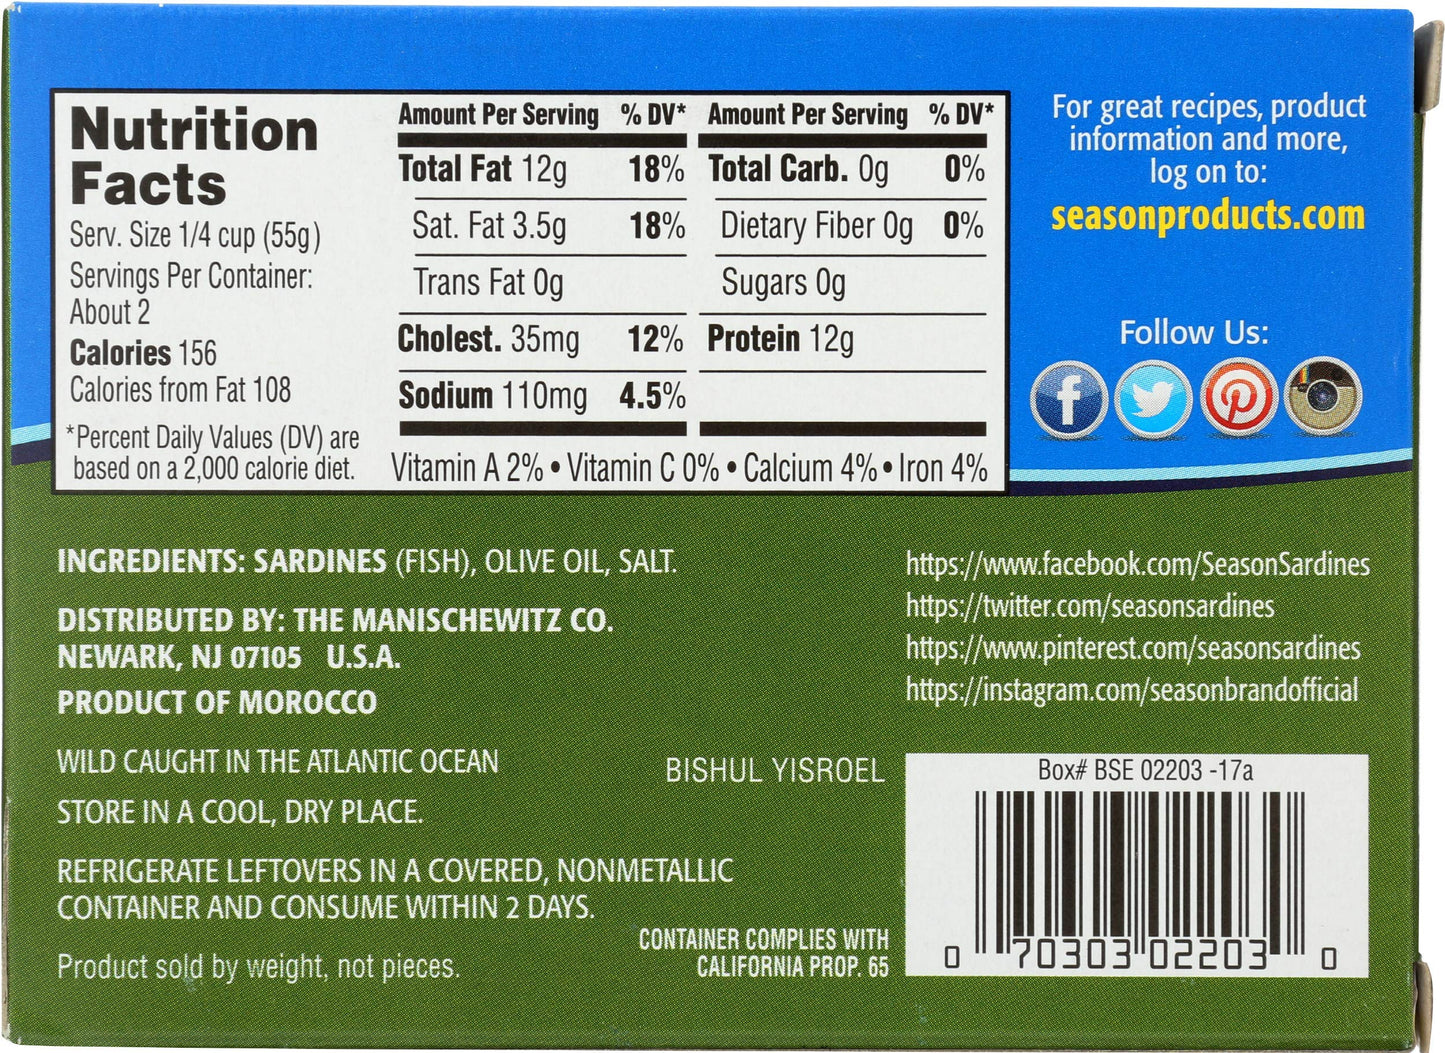 Nutrition
Facts
Serv. Size 1/4 cup (55g)
Servings Per Container:
About 2
Calories 156
Calories from Fat 108
*Percent Daily Values (DV) are
based on a 2,000 calorie diet.
Amount Per Serving % DV*
Total Fat 12g 18%
Sat. Fat 3.5g 18%
Trans Fat 0g
Cholest. 35mg 12%
Sodium 110mg 4.5%
Amount Per Serving % DV*
Total Carb. 0g 0%
Dietary Fiber 0g 0%
Sugars 0g
Protein 12g
Vitamin A 2% • Vitamin C 0% • Calcium 4% • Iron 4%
For great recipes, product
information and more,
log on to:
seasonproducts.com
Follow Us:
INGREDIENTS: SARDINES (FISH), OLIVE OIL, SALT.
DISTRIBUTED BY: THE MANISCHEWITZ CO.
NEWARK, NJ 07105 U.S.A.
PRODUCT OF MOROCCO
WILD CAUGHT IN THE ATLANTIC OCEAN
STORE IN A COOL, DRY PLACE.
REFRIGERATE LEFTOVERS IN A COVERED, NONMETALLIC
CONTAINER AND CONSUME WITHIN 2 DAYS.
Product sold by weight, not pieces.
https://www.facebook.com/SeasonSardines
https://twitter.com/seasonsardines
https://www.pinterest.com/seasonsardines
https://instagram.com/seasonbrandofficial
BISHUL YISROEL
CONTAINER COMPLIES WITH
CALIFORNIA PROP. 65
Box# BSE 02203 -17a
0 70303 02203 0